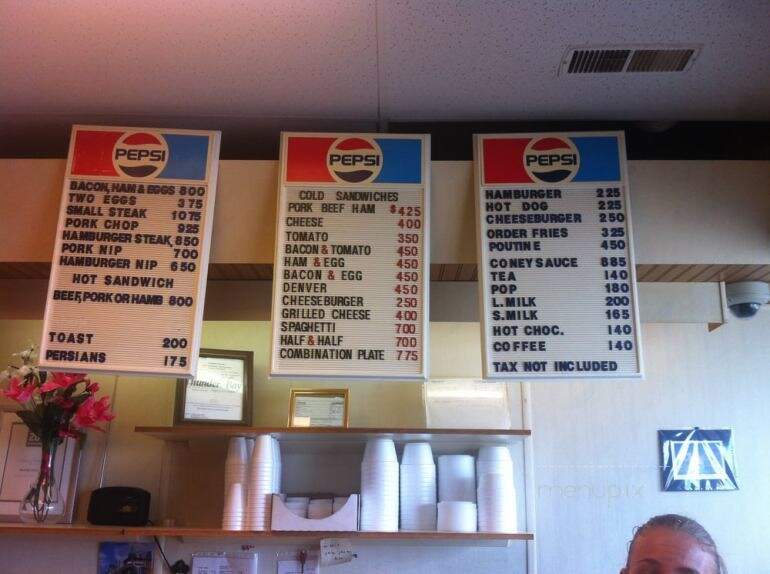 PEPSI
BACON, HAM & EGGS 800
TWO EGGS 375
SMALL STEAK 1075
PORK CHOP 925
HAMBURGER STEAK, 850
PORK NIP 700
HAMBURGER NIP 650
HOT SANDWICH
BEEF, PORK OR HAMB 800
TOAST 200
PERSIANS 175
PEPSI
COLD SANDWICHES
PORK BEEF HAM $425
CHEESE 400
TOMATO 350
BACON & TOMATO 450
HAM & EGG 450
BACON & EGG 450
DENVER 450
CHEESEBURGER 250
GRILLED CHEESE 400
SPAGHETTI 700
HALF & HALF 700
COMBINATION PLATE 775
PEPSI
HAMBURGER 225
HOT DOG 225
CHEESEBURGER 250
ORDER FRIES 325
POUTINE 450
CONEY SAUCE 885
TEA 140
POP 180
L. MILK 200
S. MILK 165
HOT CHOC. 140
COFFEE 140
TAX NOT INCLUDED
Thunder Bay
menupix